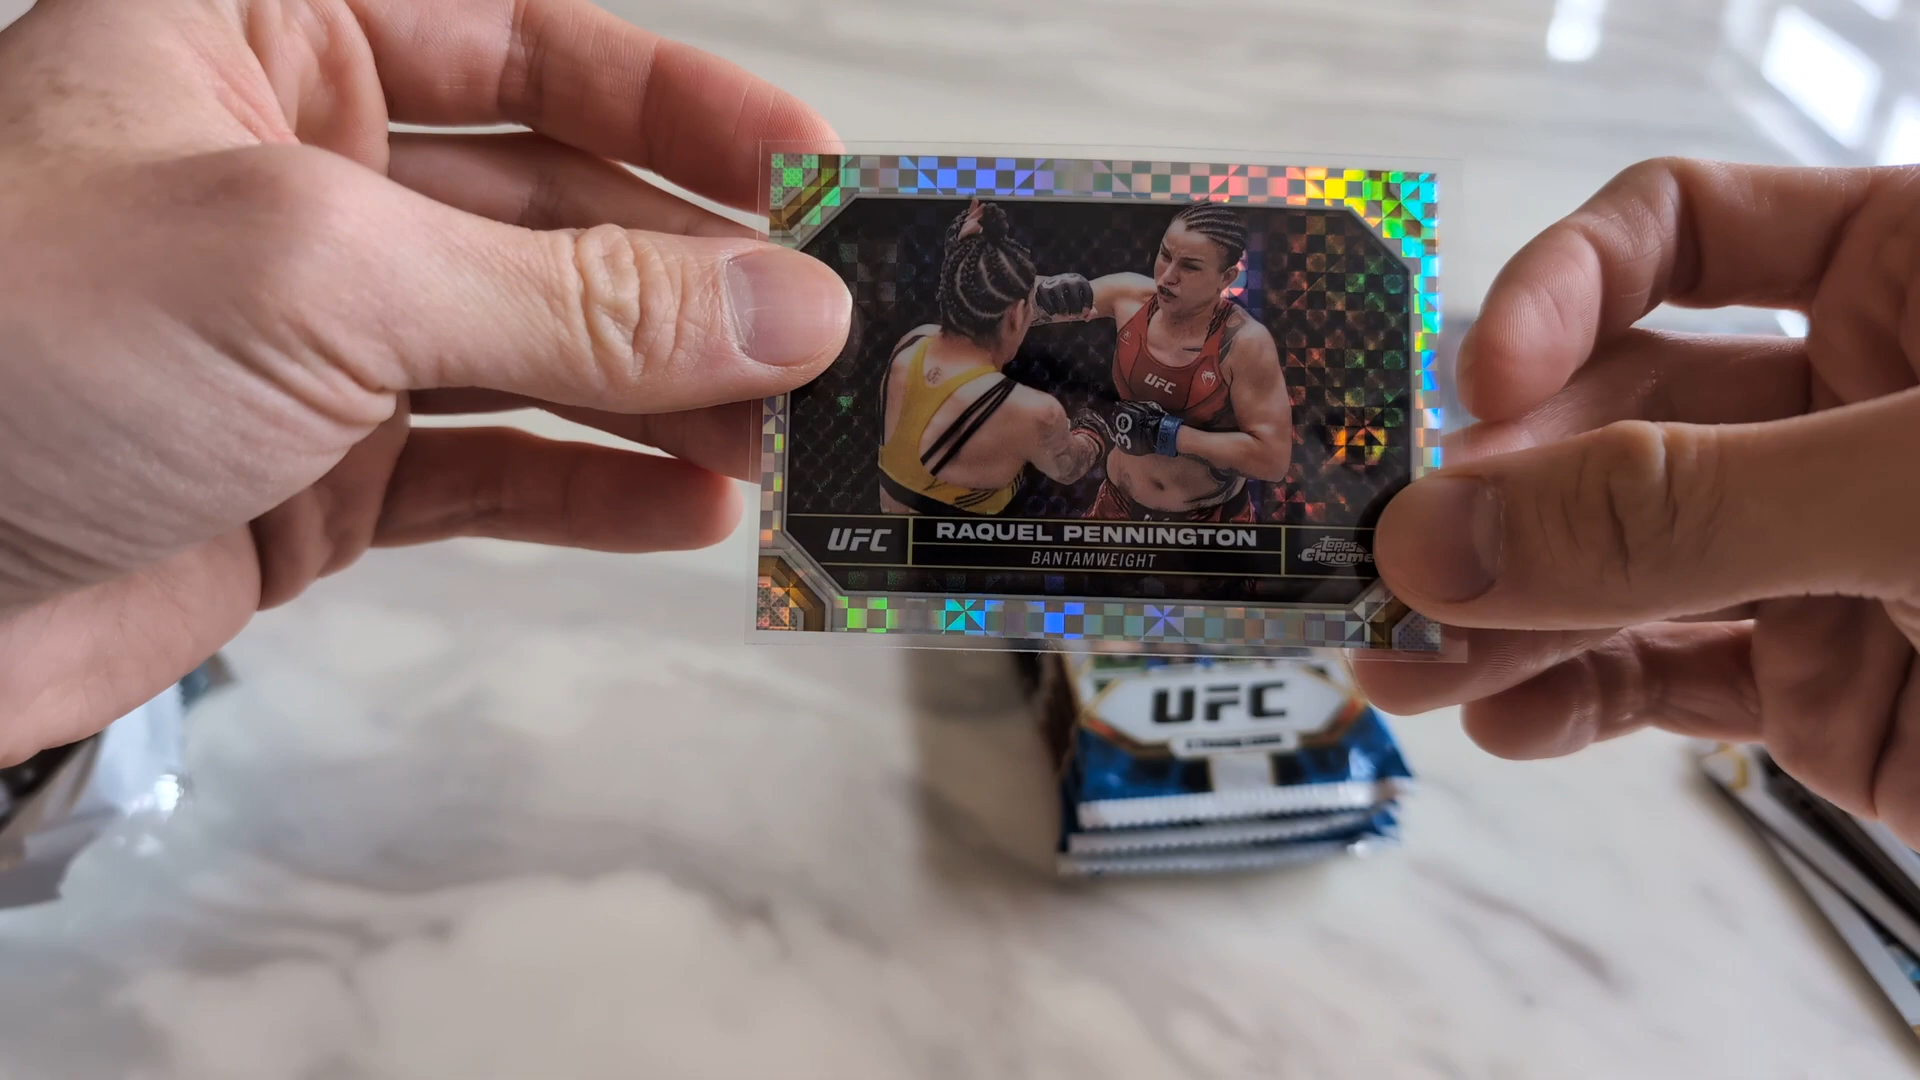 UFC
30
UFC
RAQUEL PENNINGTON
BANTAMWEIGHT
Topps
Chrome
UFC